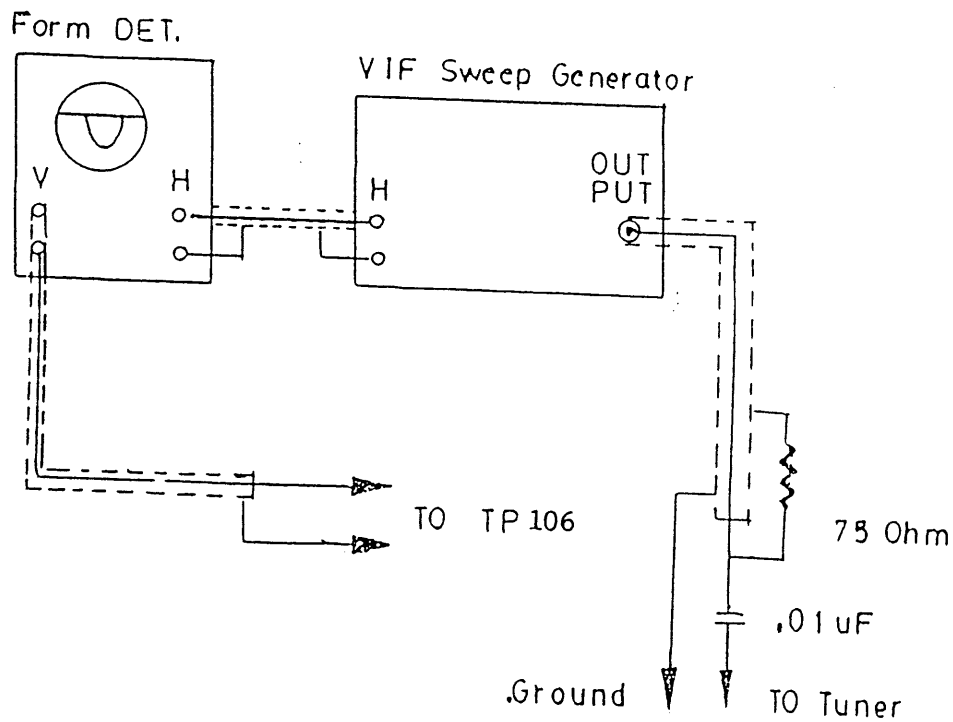 Form DET.
VIF Sweep Generator
V
H
H
OUT
PUT
TO TP106
75 Ohm
.01uF
.Ground
TO Tuner